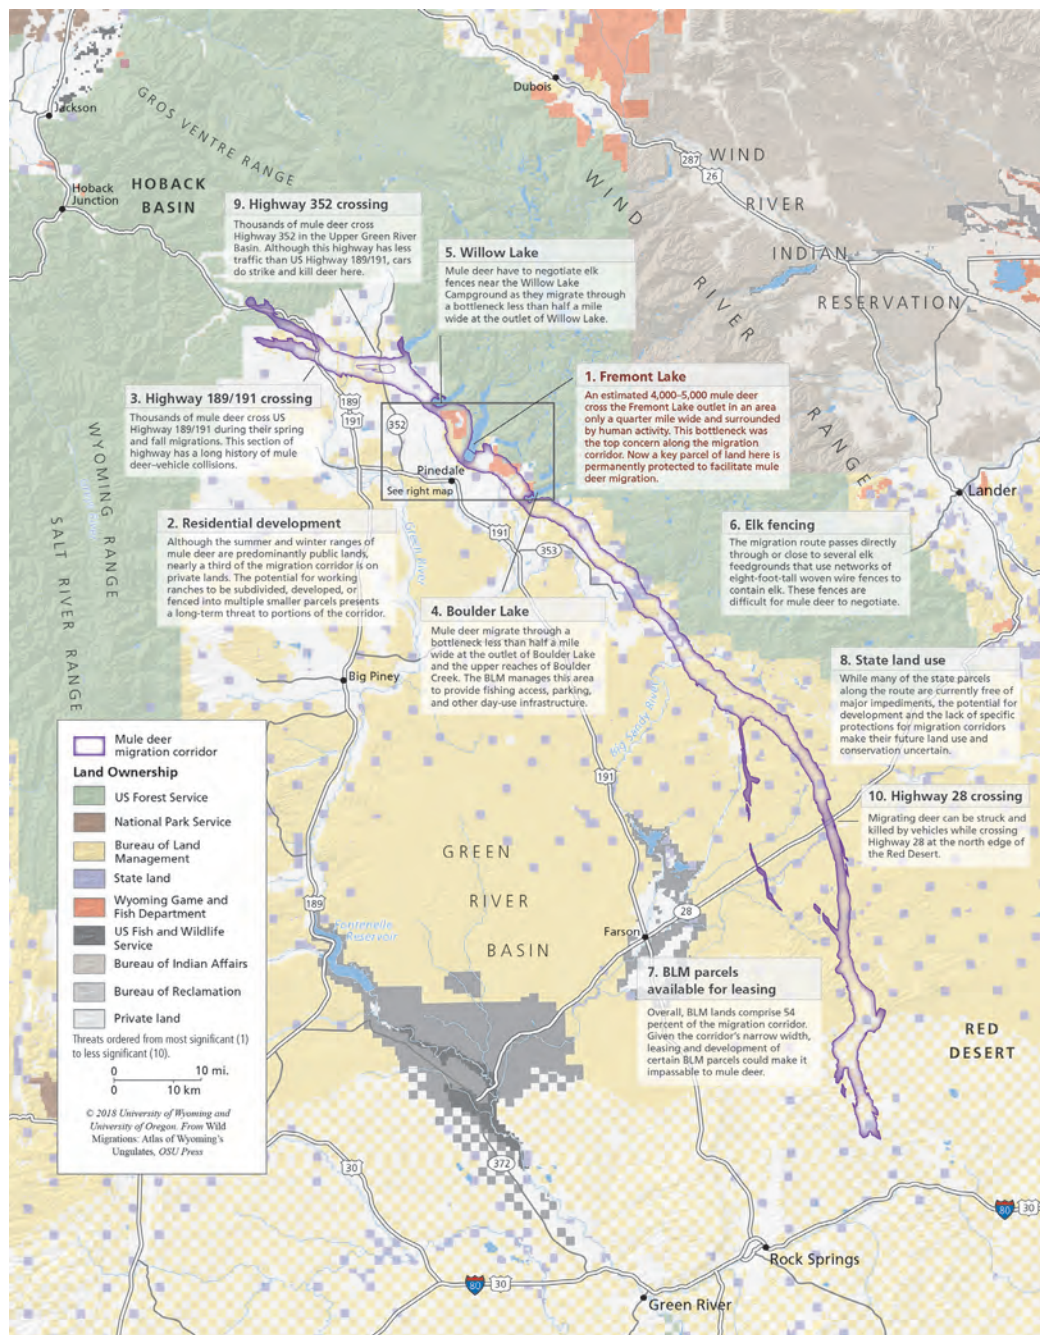 Dubois
Jackson
GROS VENTRE RANGE
287
26
WIND
RIVER
INDIAN
RESERVATION
WIND RIVER RANGE
Hoback
Junction
HOBACK
BASIN
9. Highway 352 crossing
Thousands of mule deer cross
Highway 352 in the Upper Green River
Basin. Although this highway has less
traffic than US Highway 189/191, cars
do strike and kill deer here.
5. Willow Lake
Mule deer have to negotiate elk
fences near the Willow Lake
Campground as they migrate through
a bottleneck less than half a mile
wide at the outlet of Willow Lake.
1. Fremont Lake
An estimated 4,000–5,000 mule deer
cross the Fremont Lake outlet in an area
only a quarter mile wide and surrounded
by human activity. This bottleneck was
the top concern along the migration
corridor. Now a key parcel of land here is
permanently protected to facilitate mule
deer migration.
3. Highway 189/191 crossing
Thousands of mule deer cross US
Highway 189/191 during their spring
and fall migrations. This section of
highway has a long history of mule
deer–vehicle collisions.
189
191
352
Pinedale
See right map
Lander
WYOMING RANGE
SALT RIVER RANGE
2. Residential development
Although the summer and winter ranges of
mule deer are predominantly public lands,
nearly a third of the migration corridor is on
private lands. The potential for working
ranches to be subdivided, developed, or
fenced into multiple smaller parcels presents
a long-term threat to portions of the corridor.
Green River
191
353
6. Elk fencing
The migration route passes directly
through or close to several elk
feedgrounds that use networks of
eight-foot-tall woven wire fences to
contain elk. These fences are
difficult for mule deer to negotiate.
4. Boulder Lake
Mule deer migrate through a
bottleneck less than half a mile
wide at the outlet of Boulder Lake
and the upper reaches of Boulder
Creek. The BLM manages this area
to provide fishing access, parking,
and other day-use infrastructure.
Big Piney
Big Sandy River
8. State land use
While many of the state parcels
along the route are currently free of
major impediments, the potential for
development and the lack of specific
protections for migration corridors
make their future land use and
conservation uncertain.
191
10. Highway 28 crossing
Migrating deer can be struck and
killed by vehicles while crossing
Highway 28 at the north edge of
the Red Desert.
GREEN
RIVER
BASIN
189
Fontenelle
Reservoir
28
Farson
7. BLM parcels
available for leasing
Overall, BLM lands comprise 54
percent of the migration corridor.
Given the corridor's narrow width,
leasing and development of
certain BLM parcels could make it
impassable to mule deer.
RED
DESERT
Mule deer
migration corridor
Land Ownership
US Forest Service
National Park Service
Bureau of Land
Management
State land
Wyoming Game and
Fish Department
US Fish and Wildlife
Service
Bureau of Indian Affairs
Bureau of Reclamation
Private land
Threats ordered from most significant (1)
to less significant (10).
0 10 mi.
0 10 km
© 2018 University of Wyoming and
University of Oregon. From Wild
Migrations: Atlas of Wyoming's
Ungulates, OSU Press
30
372
80 30
80 30
Rock Springs
Green River